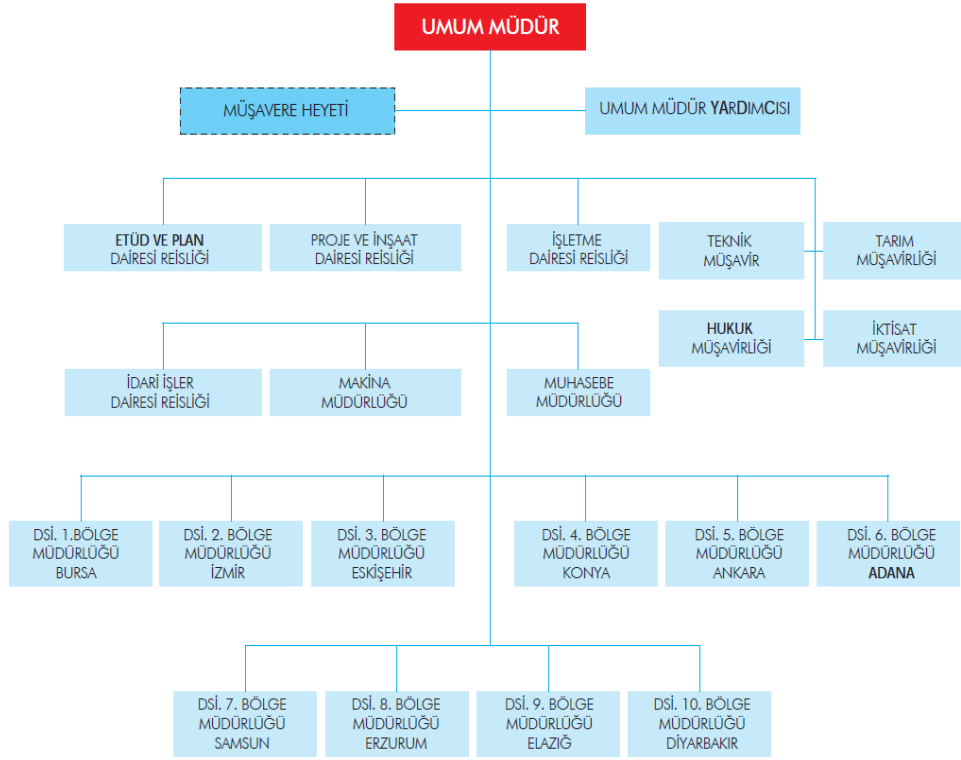 UMUM MÜDÜR
MÜŞAVERE HEYETİ
UMUM MÜDÜR YARDIMCISI
ETÜD VE PLAN
DAİRESİ REİSLİĞİ
PROJE VE İNŞAAT
DAİRESİ REİSLİĞİ
İŞLETME
DAİRESİ REİSLİĞİ
TEKNİK
MÜŞAVİR
TARIM
MÜŞAVİRLİĞİ
HUKUK
MÜŞAVİRLİĞİ
İKTİSAT
MÜŞAVİRLİĞİ
İDARİ İŞLER
DAİRESİ REİSLİĞİ
MAKİNA
MÜDÜRLÜĞÜ
MUHASEBE
MÜDÜRLÜĞÜ
DSİ. 1.BÖLGE
MÜDÜRLÜĞÜ
BURSA
DSİ. 2. BÖLGE
MÜDÜRLÜĞÜ
İZMİR
DSİ. 3. BÖLGE
MÜDÜRLÜĞÜ
ESKİŞEHİR
DSİ. 4. BÖLGE
MÜDÜRLÜĞÜ
KONYA
DSİ. 5. BÖLGE
MÜDÜRLÜĞÜ
ANKARA
DSİ. 6. BÖLGE
MÜDÜRLÜĞÜ
ADANA
DSİ. 7. BÖLGE
MÜDÜRLÜĞÜ
SAMSUN
DSİ. 8. BÖLGE
MÜDÜRLÜĞÜ
ERZURUM
DSİ. 9. BÖLGE
MÜDÜRLÜĞÜ
ELAZIĞ
DSİ. 10. BÖLGE
MÜDÜRLÜĞÜ
DİYARBAKIR